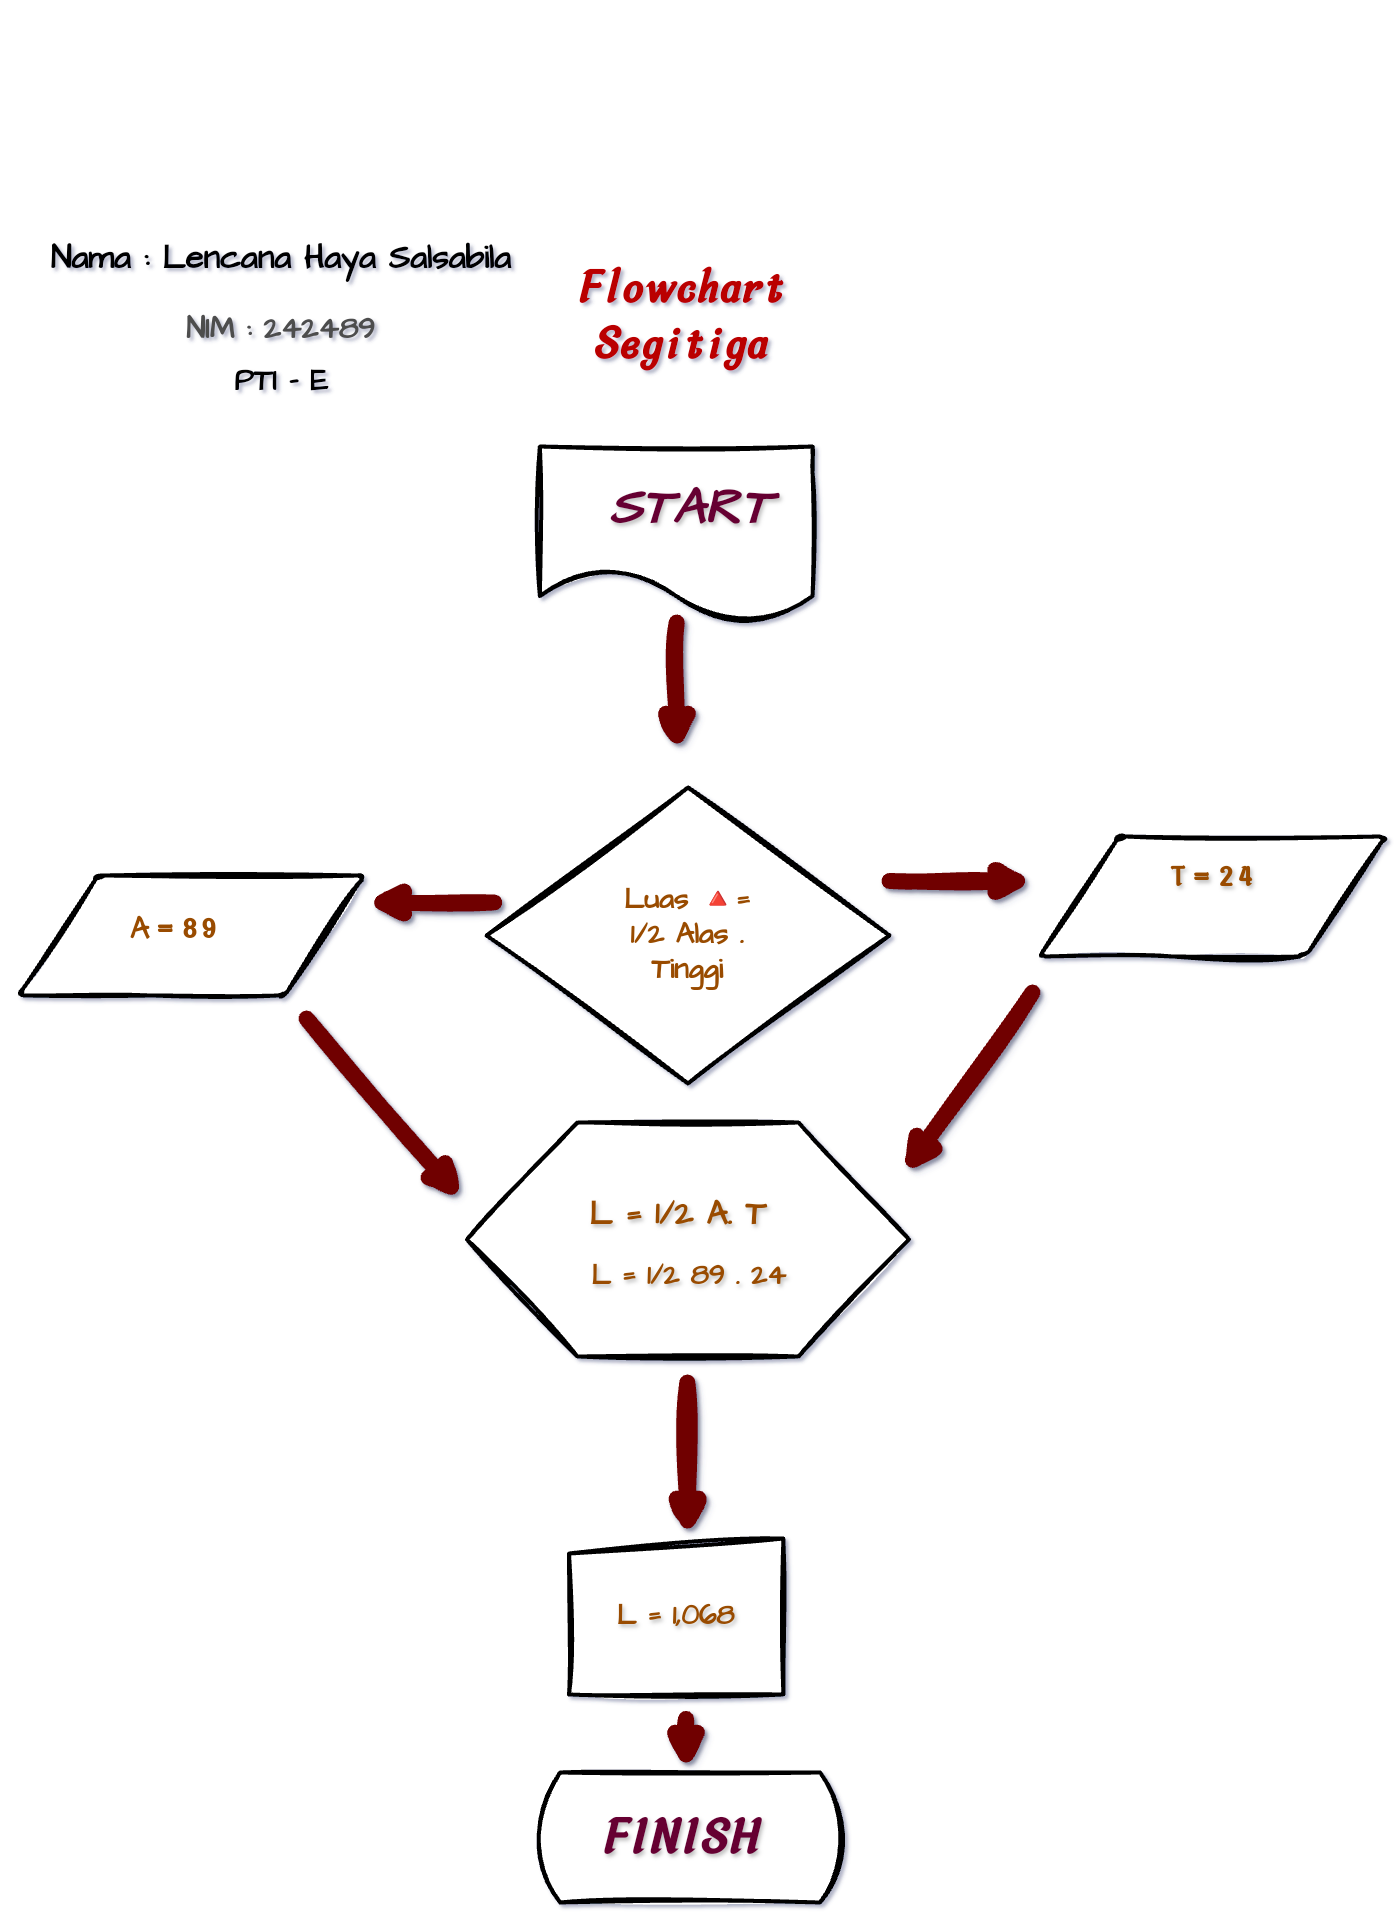 Nama : Lencana Haya Salsabila
NIM : 242489
PTI - E
Flowchart
Segitiga
START
Luas 🔺 =
1/2 Alas .
Tinggi
A = 89
T = 24
L = 1/2 A. T
L = 1/2 89 . 24
L = 1,068
FINISH